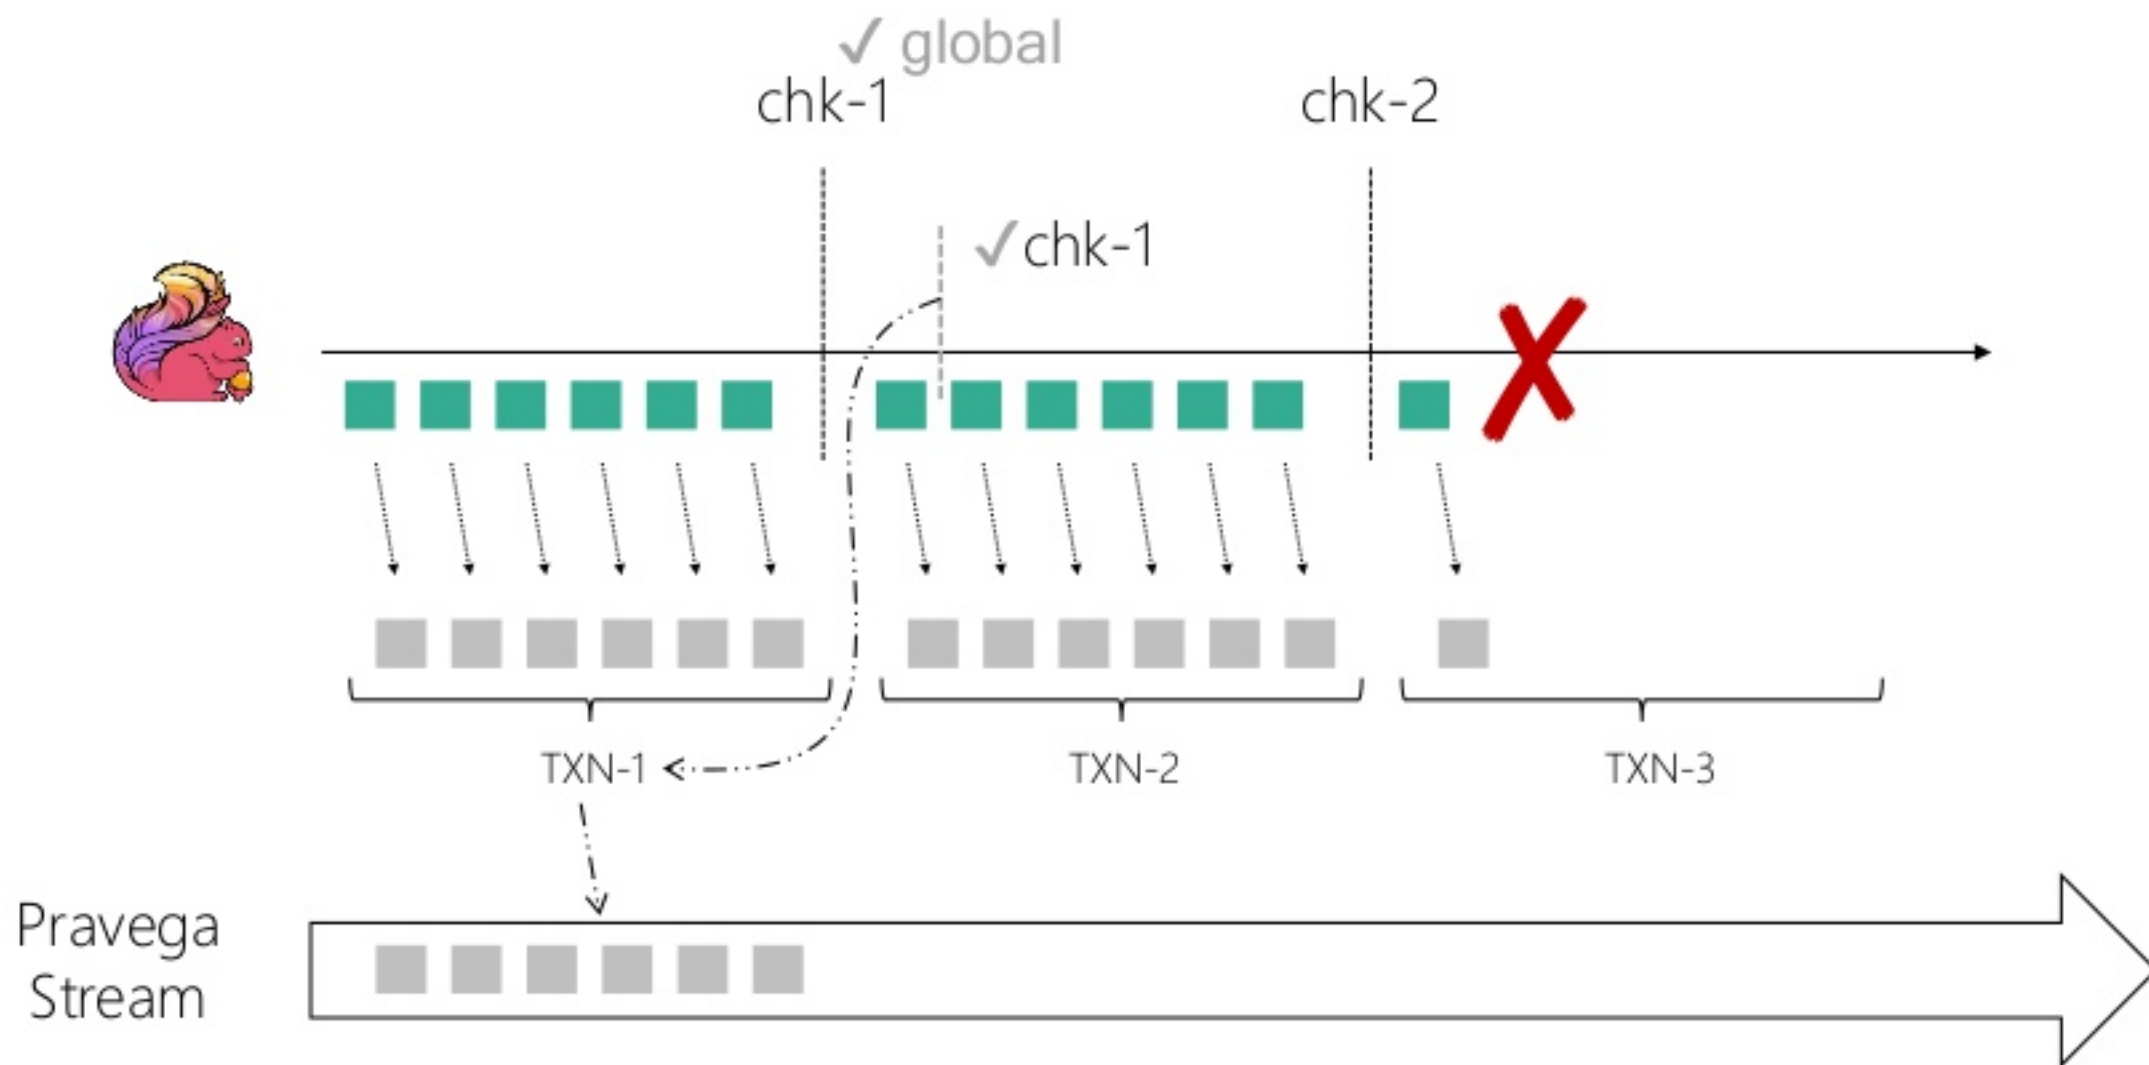 ✓ global
chk-1
chk-2
✓chk-1
TXN-1
TXN-2
TXN-3
Pravega
Stream